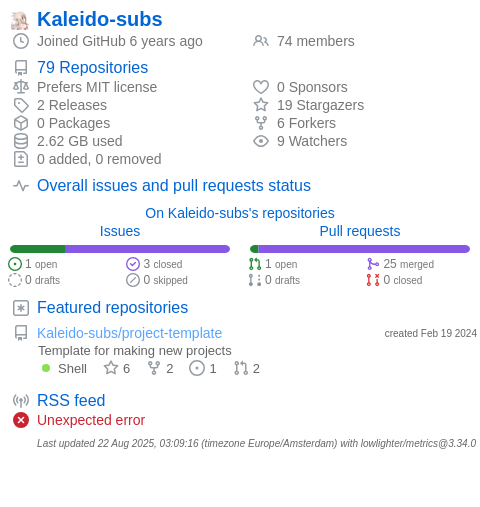 Kaleido-subs
Joined GitHub 6 years ago
74 members
79 Repositories
Prefers MIT license
0 Sponsors
2 Releases
19 Stargazers
0 Packages
6 Forkers
2.62 GB used
9 Watchers
0 added, 0 removed
Overall issues and pull requests status
On Kaleido-subs's repositories
Issues
Pull requests
1 open
3 closed
1 open
25 merged
0 drafts
0 skipped
0 drafts
0 closed
Featured repositories
Kaleido-subs/project-template
created Feb 19 2024
Template for making new projects
Shell 6 2 1 2
RSS feed
Unexpected error
Last updated 22 Aug 2025, 03:09:16 (timezone Europe/Amsterdam) with lowlighter/metrics@3.34.0